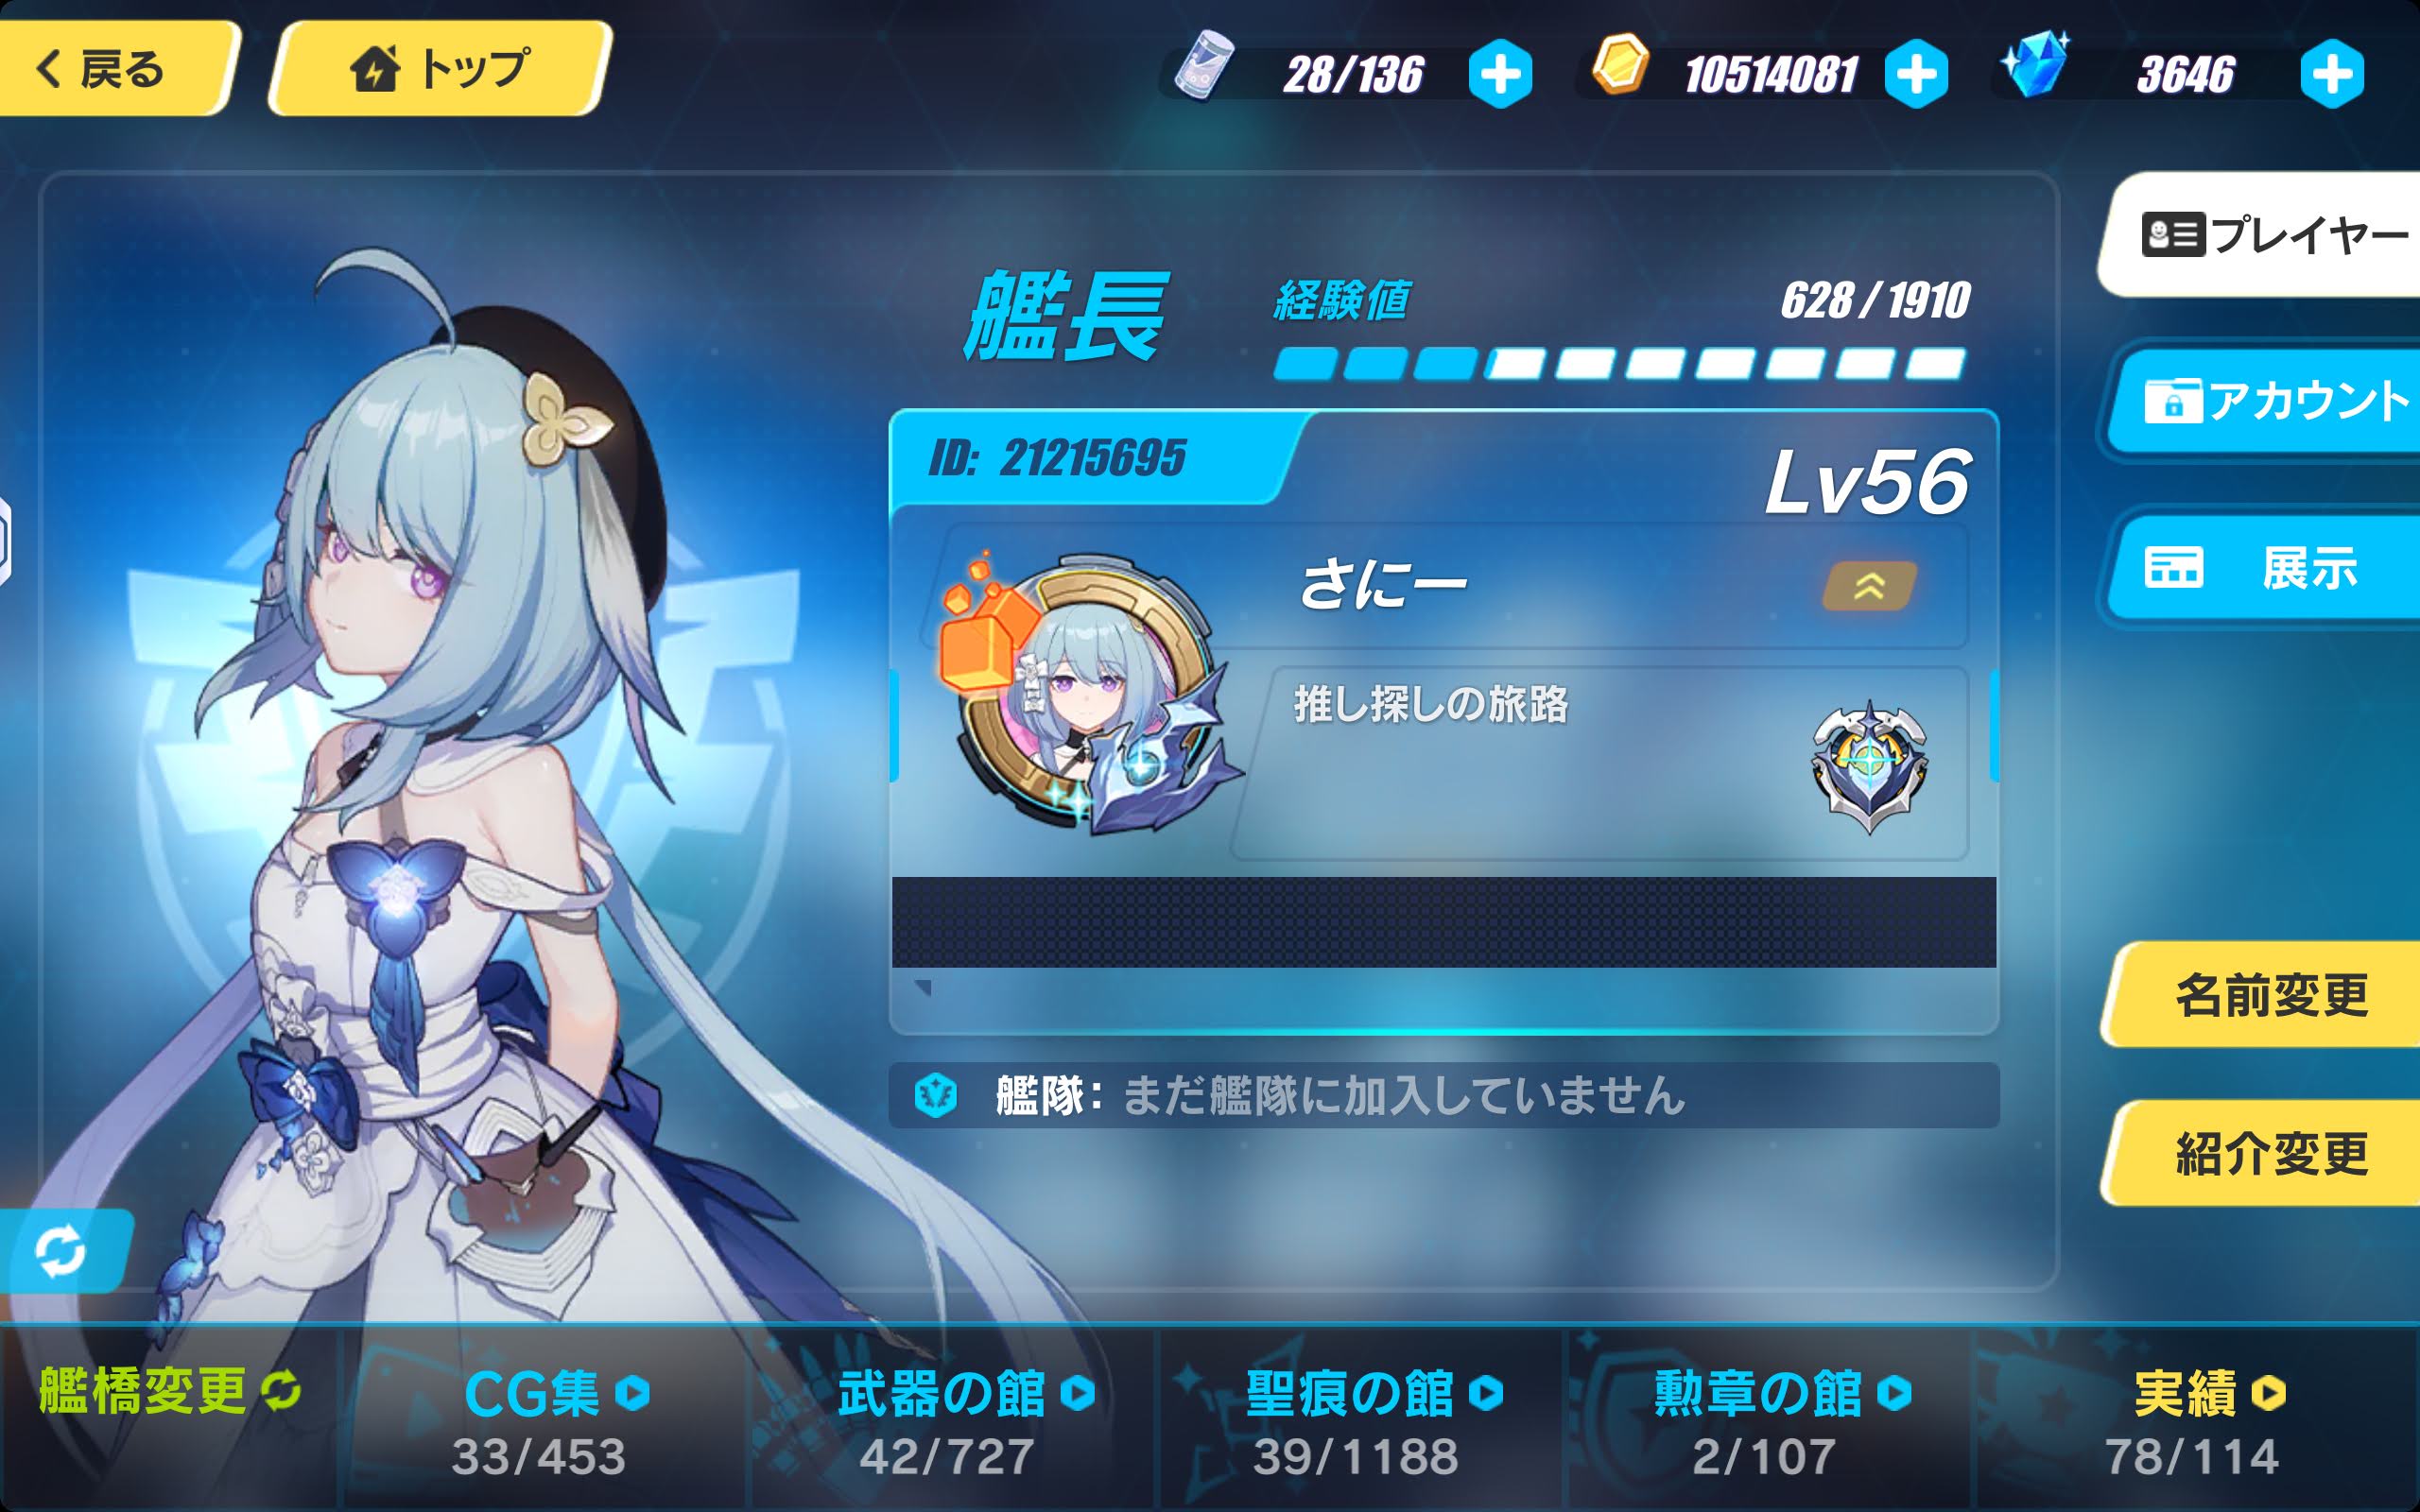 戻る
トップ
28/136
10514081
3646
プレイヤー
アカウント
展示
艦長
経験値
628 / 1910
ID: 21215695
Lv56
さにー
推し探しの旅路
艦隊：まだ艦隊に加入していません
名前変更
紹介変更
艦橋変更
CG集
33/453
武器の館
42/727
聖痕の館
39/1188
勲章の館
2/107
実績
78/114